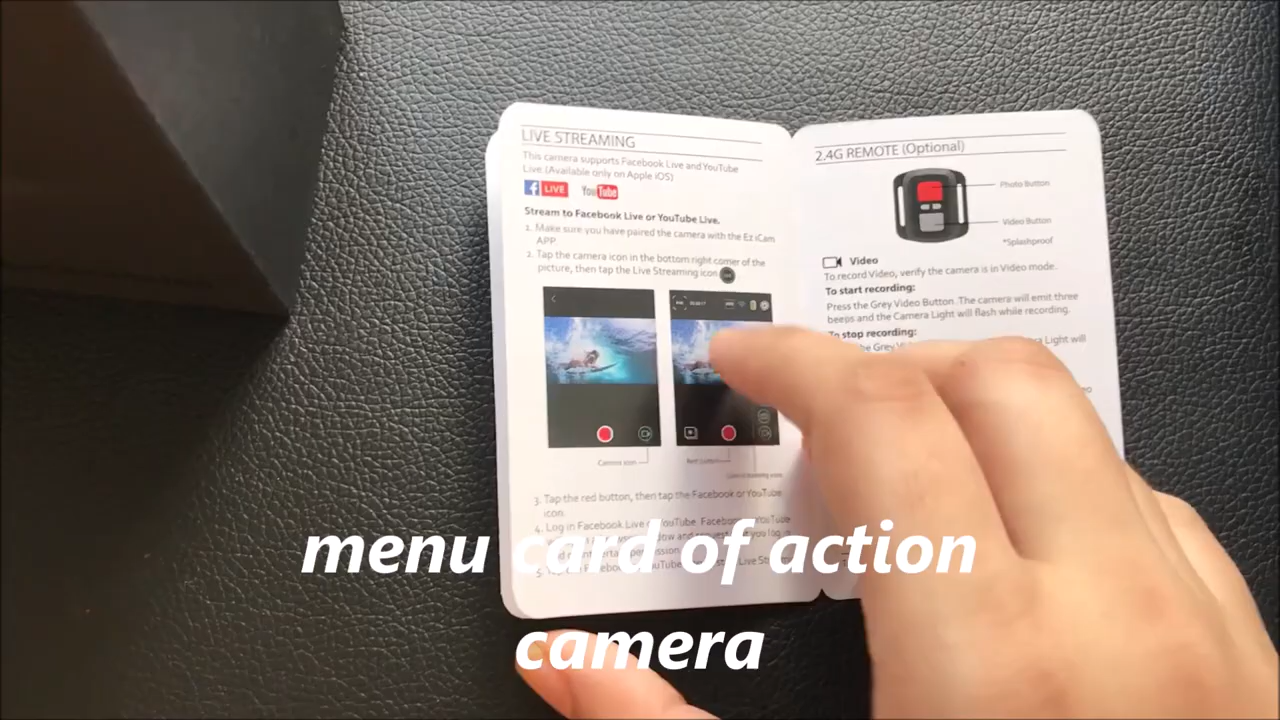 LIVE STREAMING
This camera supports Facebook Live and YouTube
Live.(Available only on Apple iOS)
f LIVE YouTube
Stream to Facebook Live or YouTube Live.
1. Make sure you have paired the camera with the Ez iCam
APP.
2. Tap the camera icon in the bottom right corner of the
picture, then tap the Live Streaming icon
Camera icon
3. Tap the red button, then tap the Facebook or YouTube
icon.
4. Log in Facebook Live or YouTube
2.4G REMOTE (Optional)
Photo Button
Video Button
*Splashproof
Video
To record Video, verify the camera is in Video mode.
To start recording:
Press the Grey Video Button. The camera will emit three
beeps and the Camera Light will flash while recording.
To stop recording:
Light will
menu card of action
camera